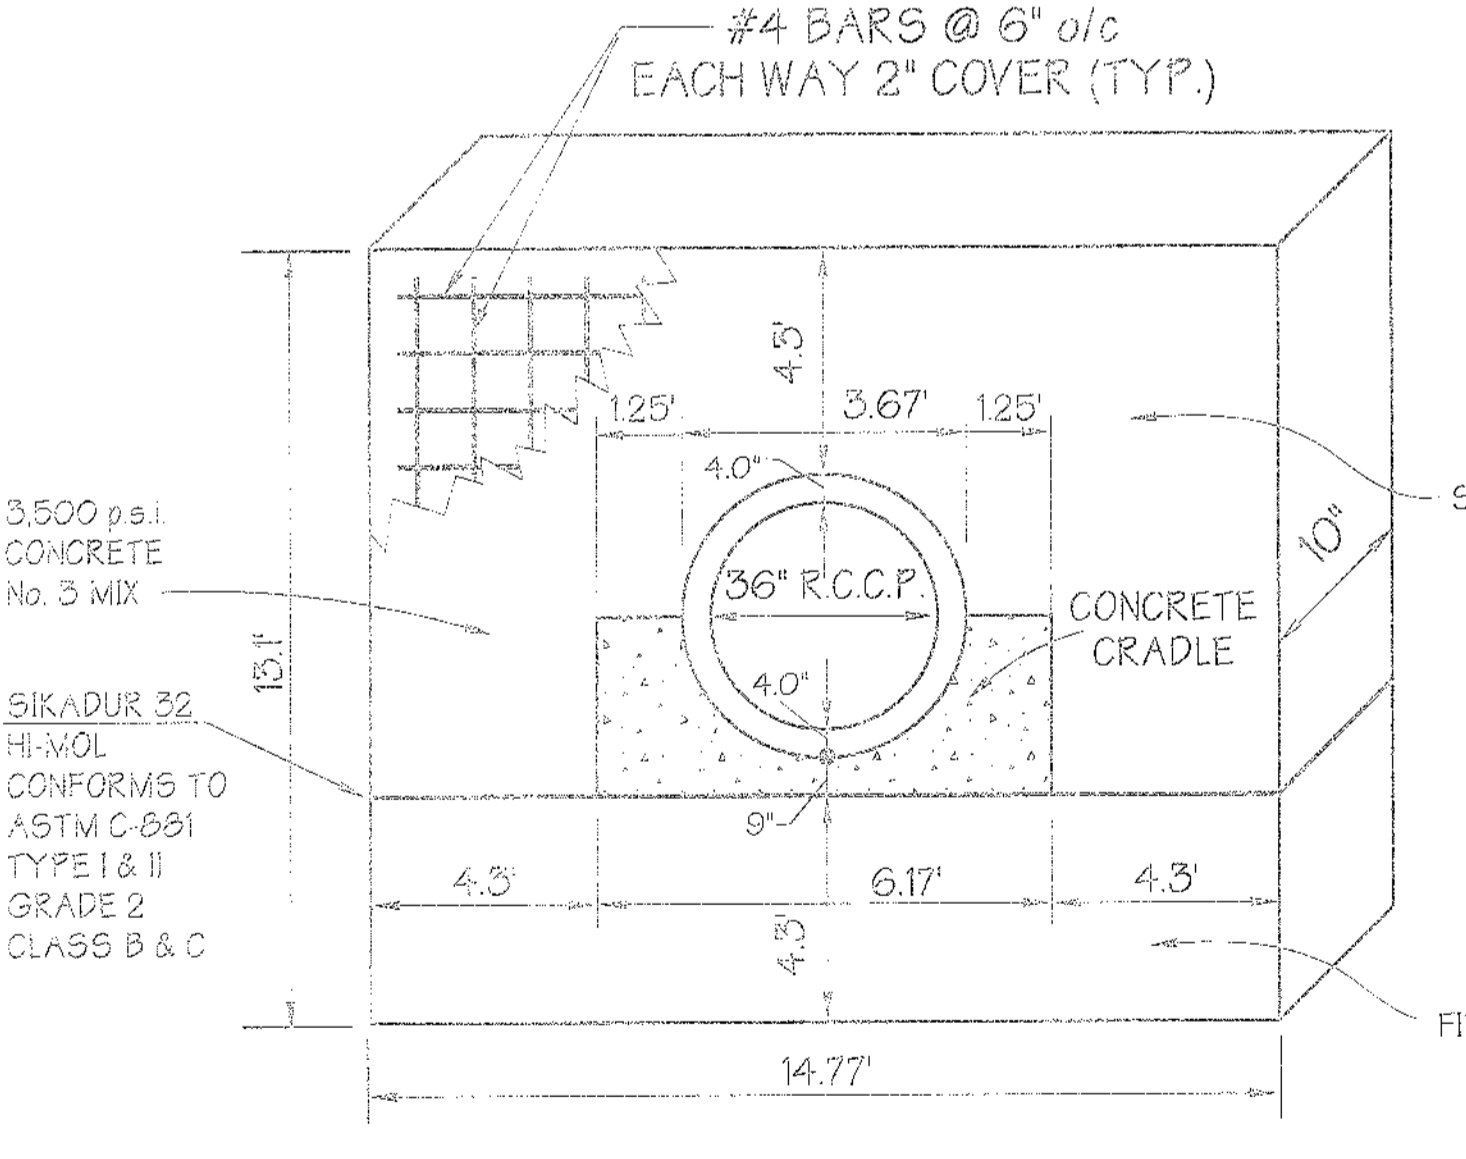 #4 BARS @ 6" o/c
EACH WAY 2" COVER (TYP.)
4.3'
1.25'
3.67'
1.25'
4.0"
3,500 p.s.i.
CONCRETE
No. 3 MIX
S
10"
36" R.C.C.P.
CONCRETE
CRADLE
13.1'
4.0"
SIKADUR 32
HI-MOL
CONFORMS TO
ASTM C-881
TYPE I & II
GRADE 2
CLASS B & C
9"
4.3'
6.17'
4.3'
4.3'
FI
14.77'